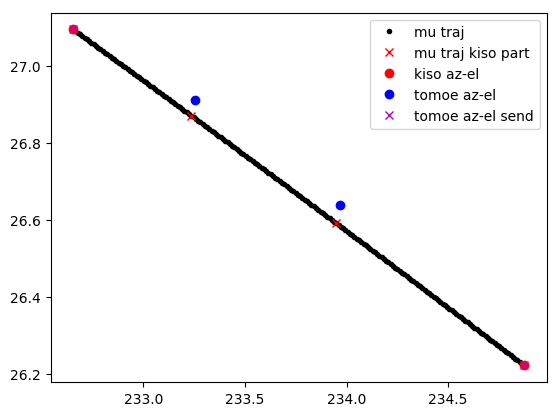 mu traj
mu traj kiso part
kiso az-el
tomoe az-el
tomoe az-el send
27.0
26.8
26.6
26.4
26.2
233.0 233.5 234.0 234.5